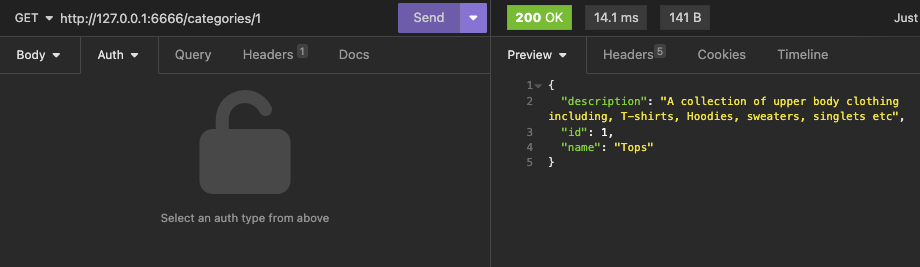 GET http://127.0.0.1:6666/categories/1 Send 200 OK 14.1 ms 141 B Just
Body Auth Query Headers 1 Docs Preview Headers 5 Cookies Timeline
1 {
2 "description": "A collection of upper body clothing
including, T-shirts, Hoodies, sweaters, singlets etc",
3 "id": 1,
4 "name": "Tops"
5 }
Select an auth type from above